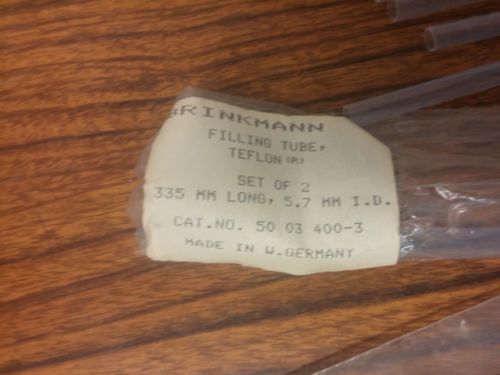 BRINKMANN
FILLING TUBE,
TEFLON (R)
SET OF 2
335 MM LONG, 5.7 MM I.D.
CAT.NO. 50 03 400-3
MADE IN W.GERMANY